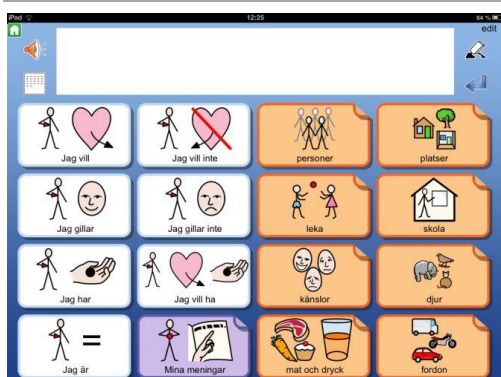 iPad 12:25 64 %
edit
Jag vill
Jag vill inte
personer
platser
Jag gillar
Jag gillar inte
leka
skola
Jag har
Jag vill ha
känslor
djur
Jag är
Mina meningar
mat och dryck
fordon